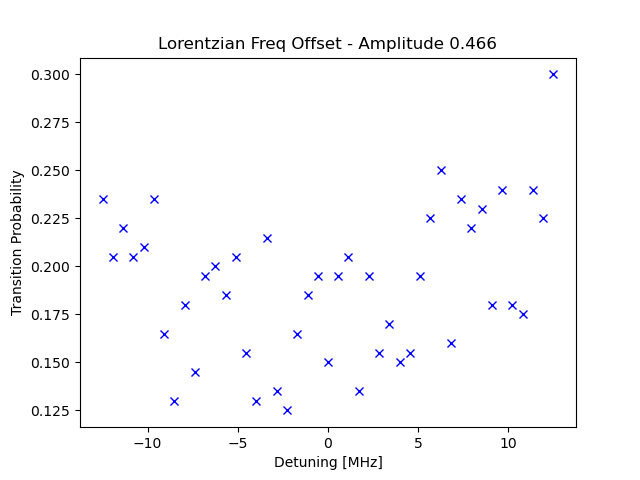 Lorentzian Freq Offset - Amplitude 0.466
0.300
0.275
0.250
0.225
0.200
0.175
0.150
0.125
Transition Probability
−10 −5 0 5 10
Detuning [MHz]